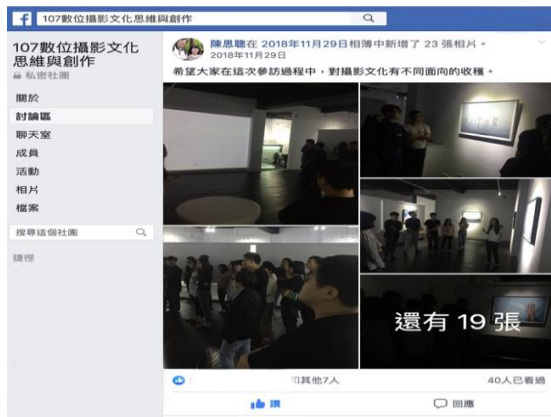 107數位攝影文化思維與創作
107數位攝影文化
思維與創作
私密社團
關於
討論區
聊天室
成員
活動
相片
檔案
搜尋這個社團
捷徑
陳思聰在 2018年11月29日相簿中新增了 23 張相片。
2018年11月29日
希望大家在這次參訪過程中，對攝影文化有不同面向的收穫。
還有 19 張
和其他7人
40人已看過
讚
回應